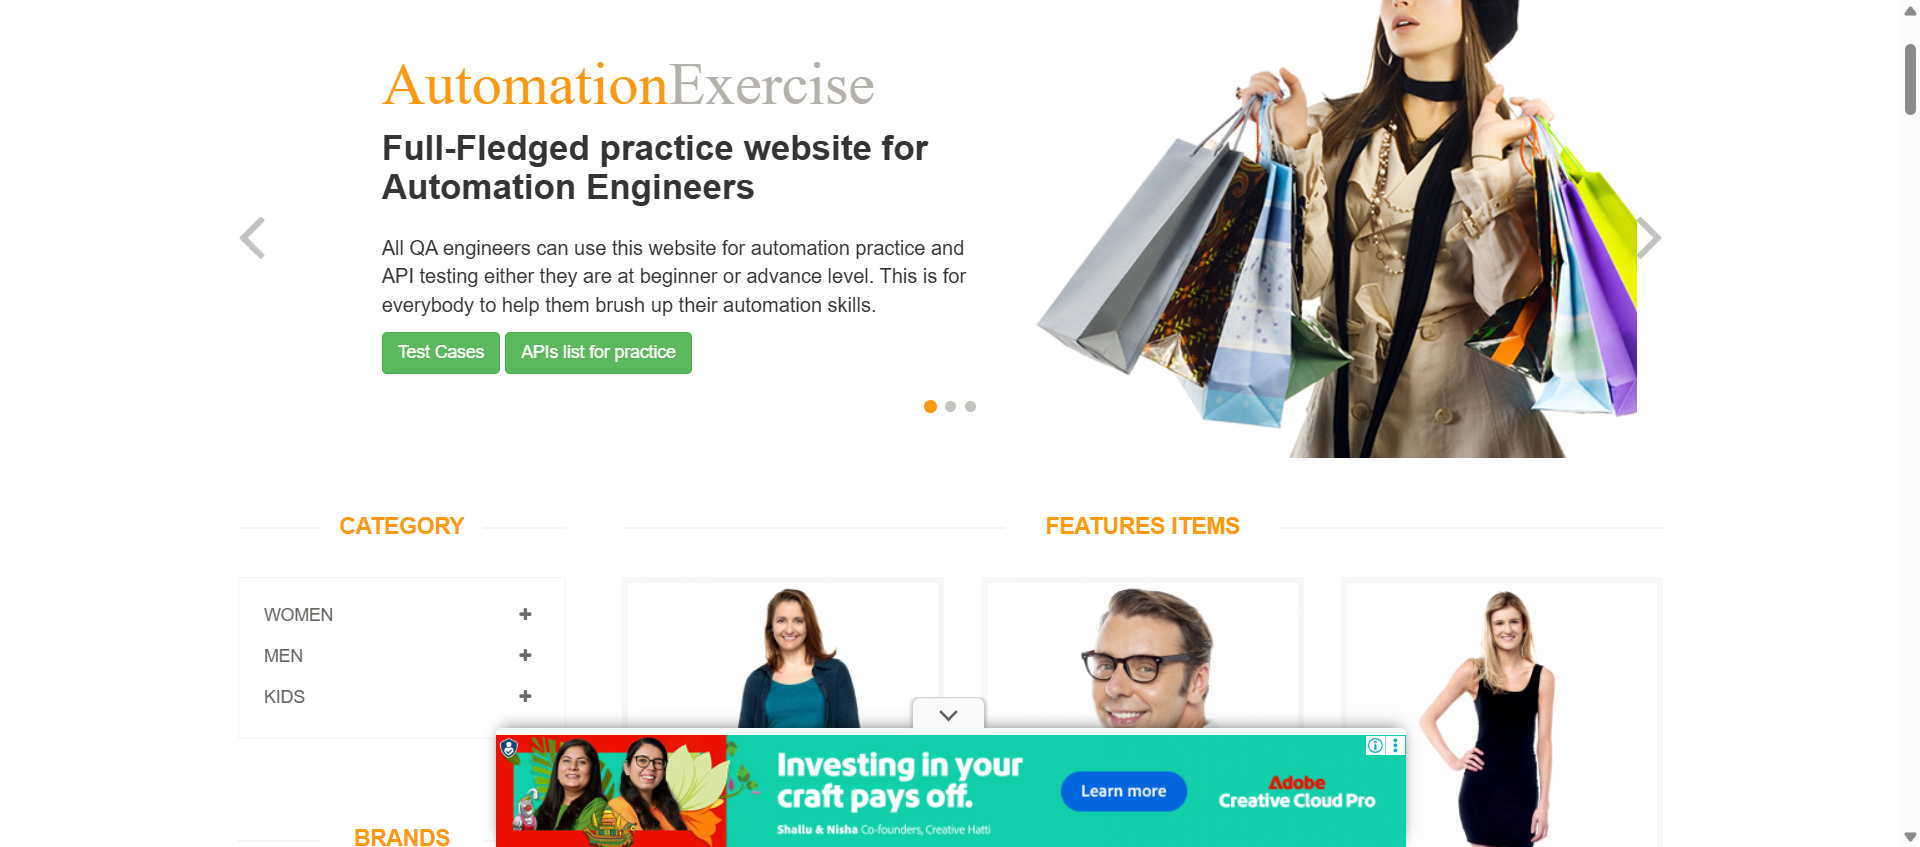 AutomationExercise
Full-Fledged practice website for
Automation Engineers
All QA engineers can use this website for automation practice and
API testing either they are at beginner or advance level. This is for
everybody to help them brush up their automation skills.
Test Cases
APIs list for practice
CATEGORY
WOMEN
MEN
KIDS
BRANDS
FEATURES ITEMS
Investing in your
craft pays off.
Shallu & Nisha Co-founders, Creative Hatti
Learn more
Adobe
Creative Cloud Pro